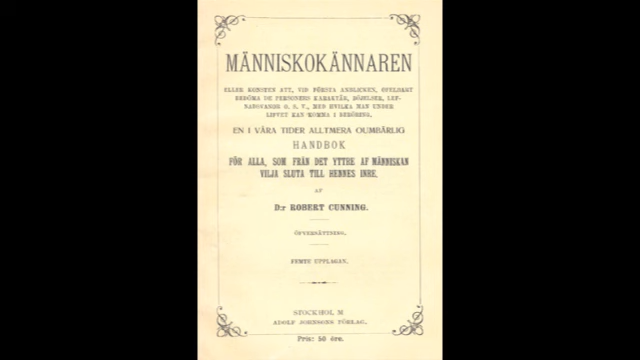 MÄNNISKOKÄNNAREN
ELLER KONSTEN ATT, VID FÖRSTA ANBLICKEN, OFELBART
BEDÖMA DE PERSONERS KARAKTÄR, BÖJELSER, LEF-
NADSVANOR O. S. V., MED HVILKA MAN UNDER
LIFVET KAN KOMMA I BERÖRING.
EN I VÅRA TIDER ALLTMERA OUMBÄRLIG
HANDBOK
FÖR ALLA, SOM FRÅN DET YTTRE AF MÄNNISKAN
VILJA SLUTA TILL HENNES INRE.
AF
D:r ROBERT CUNNING.
ÖFVERSÄTTNING.
FEMTE UPPLAGAN.
STOCKHOLM
ADOLF JOHNSONS FÖRLAG.
Pris: 50 öre.